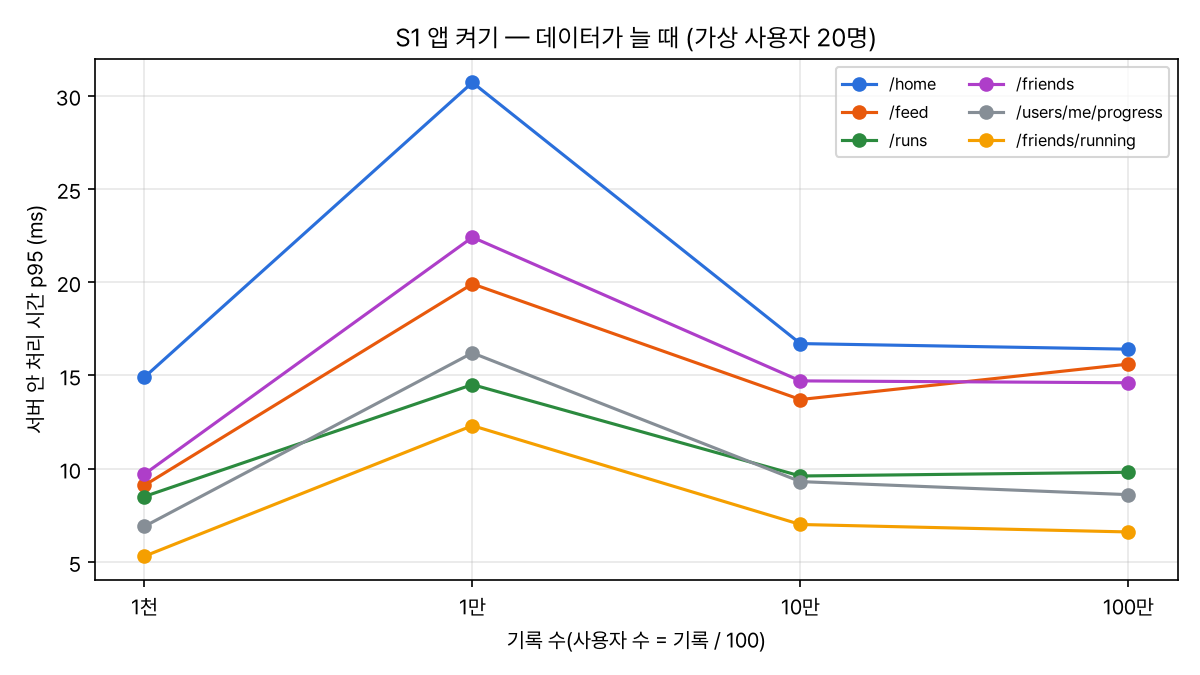 S1 앱 켜기 — 데이터가 늘 때 (가상 사용자 20명)
/home /friends
/feed /users/me/progress
/runs /friends/running
서버 안 처리 시간 p95 (ms)
30
25
20
15
10
5
1천 1만 10만 100만
기록 수(사용자 수 = 기록 / 100)